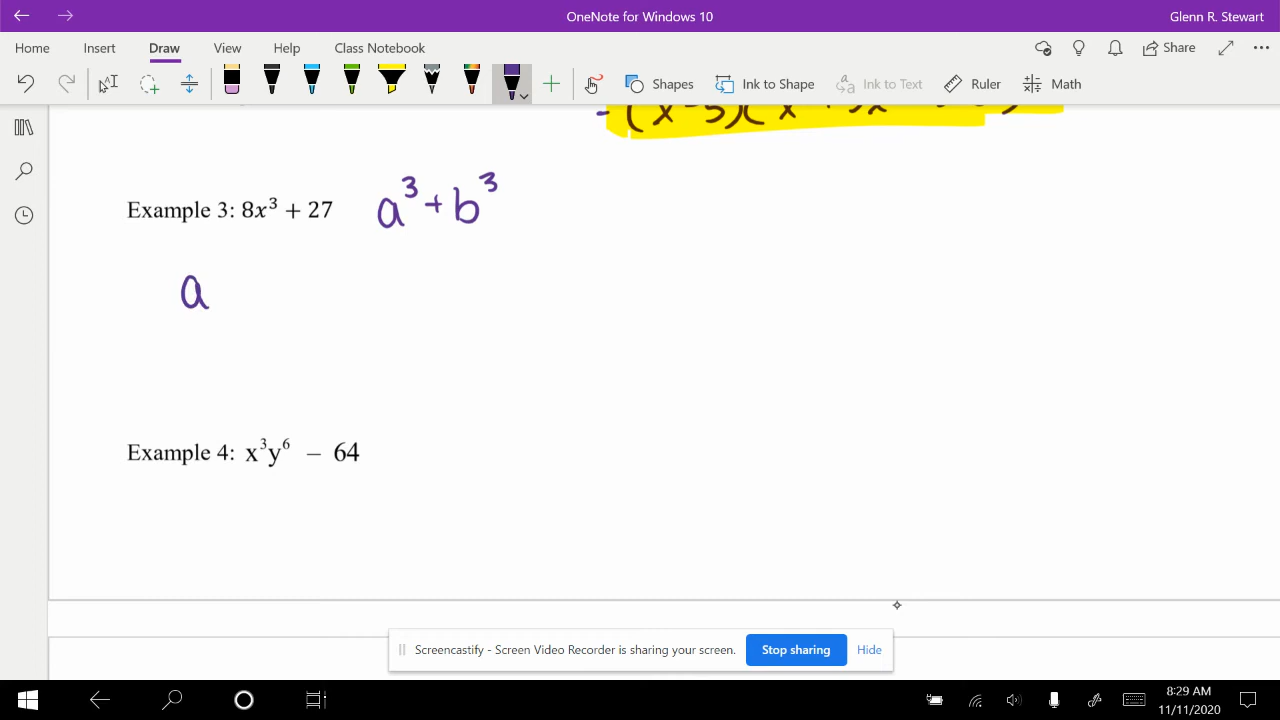 OneNote for Windows 10
Glenn R. Stewart
Home Insert Draw View Help Class Notebook Share
Shapes Ink to Shape Ink to Text Ruler Math
Example 3: 8x³ + 27 a³ + b³
a
Example 4: x³y⁶ – 64
Screencastify - Screen Video Recorder is sharing your screen. Stop sharing Hide
8:29 AM
11/11/2020